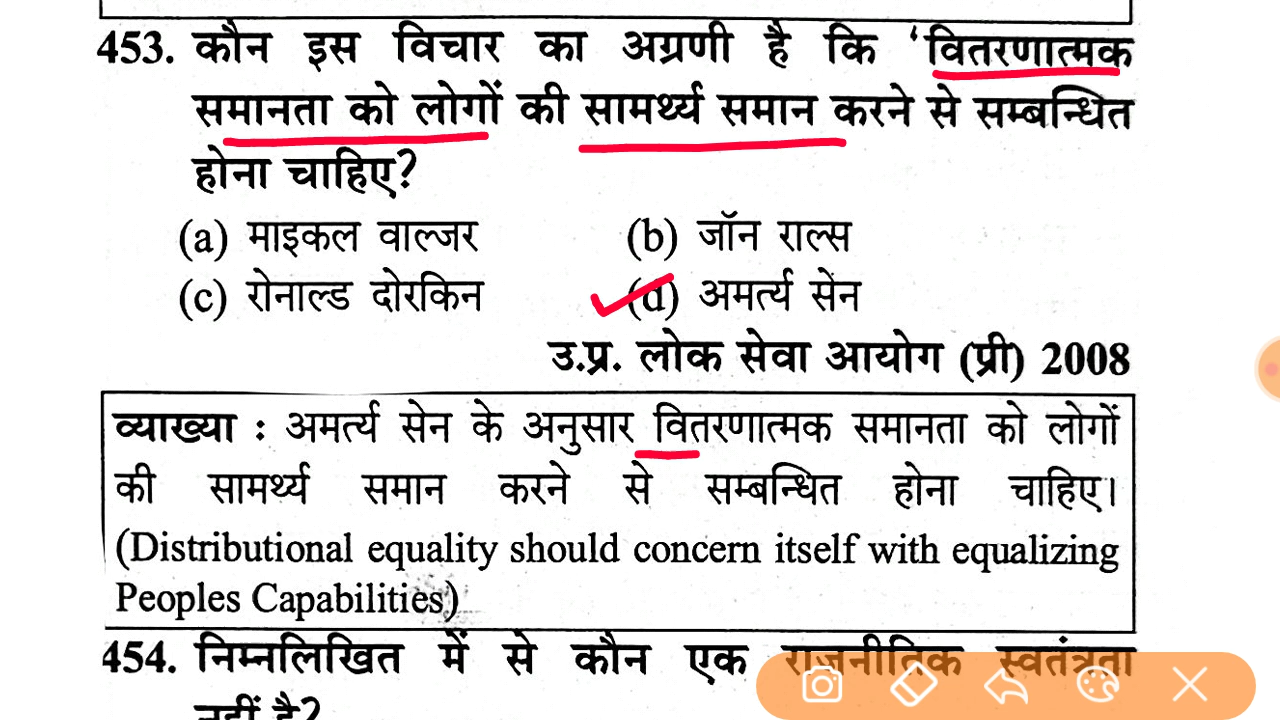 453. कौन इस विचार का अग्रणी है कि 'वितरणात्मक
समानता को लोगों की सामर्थ्य समान करने से सम्बन्धित
होना चाहिए?
(a) माइकल वाल्जर (b) जॉन राल्स
(c) रोनाल्ड दोरकिन (d) अमर्त्य सेन
उ.प्र. लोक सेवा आयोग (प्री) 2008
व्याख्या : अमर्त्य सेन के अनुसार वितरणात्मक समानता को लोगों
की सामर्थ्य समान करने से सम्बन्धित होना चाहिए।
(Distributional equality should concern itself with equalizing
Peoples Capabilities)
454. निम्नलिखित में से कौन एक राजनीतिक स्वतंत्रता
नहीं है?